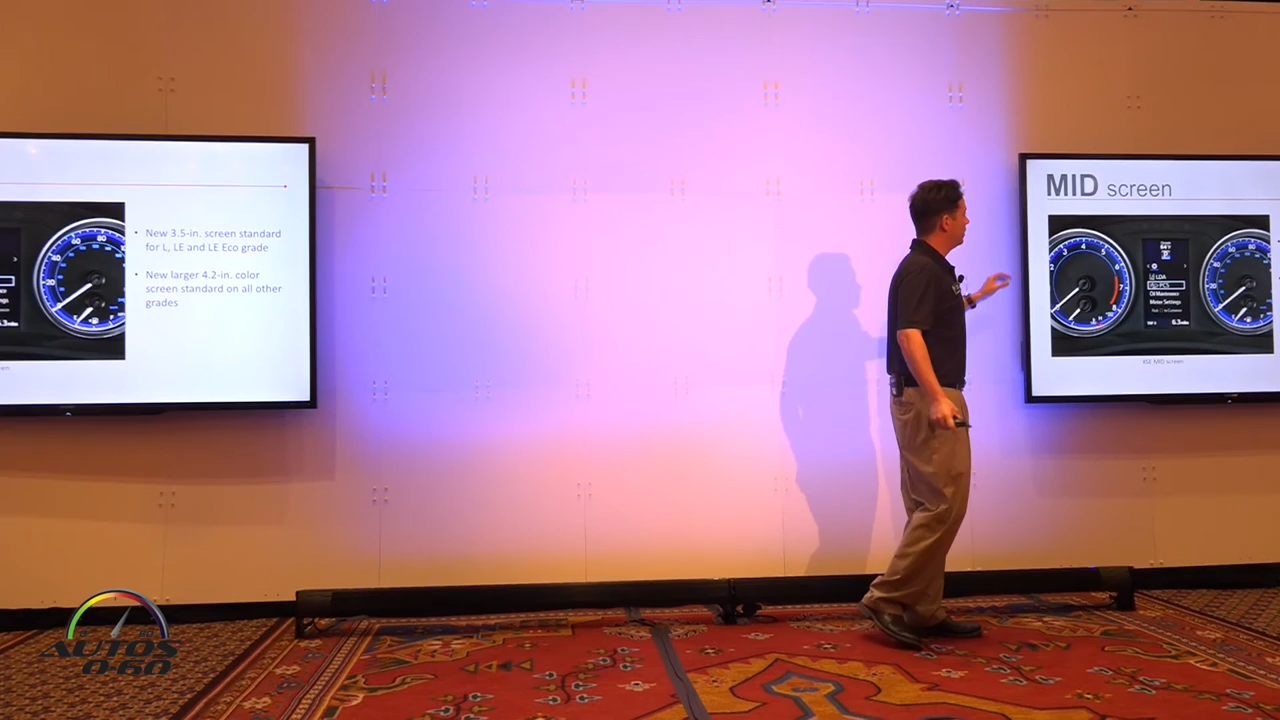 • New 3.5-in. screen standard
for L, LE and LE Eco grade
• New larger 4.2-in. color
screen standard on all other
grades
MID screen
LDA
PCS
Oil Maintenance
Meter Settings
6.3miles
XSE MID screen
AUTOS
0-60